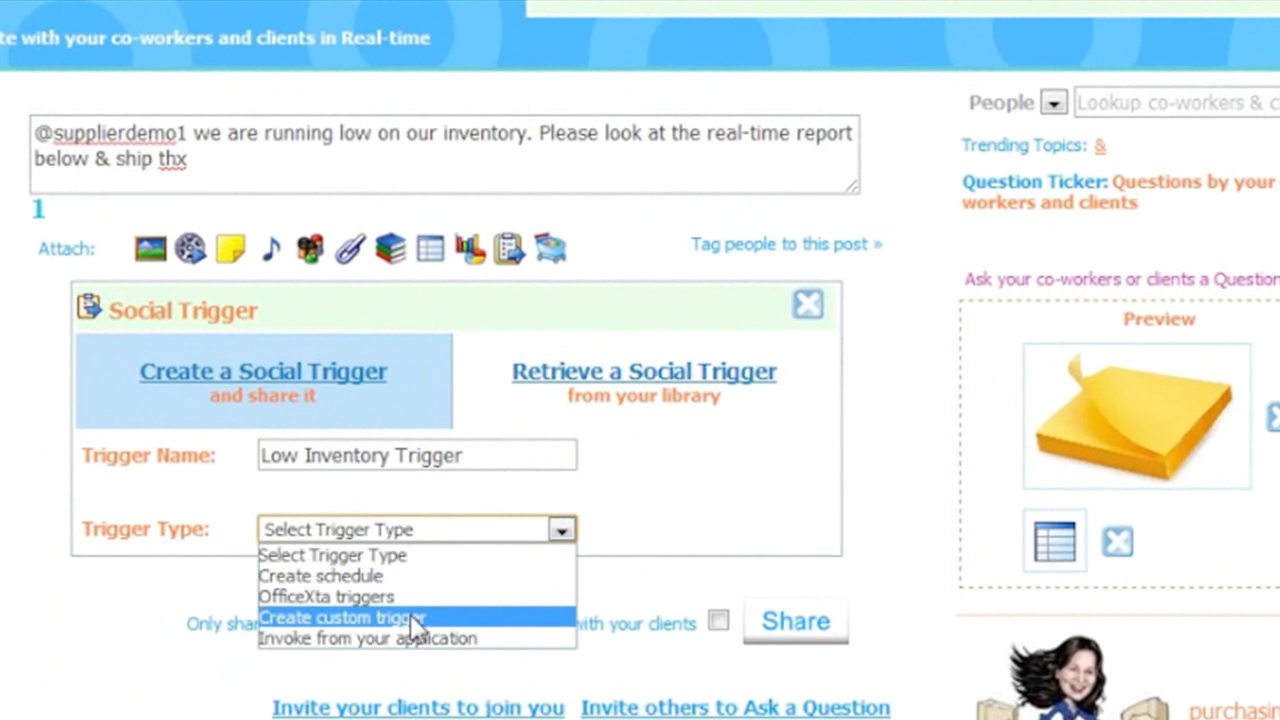 te with your co-workers and clients in Real-time
@supplierdemo1 we are running low on our inventory. Please look at the real-time report
below & ship thx
1
Attach:
Tag people to this post »
Social Trigger
Create a Social Trigger
and share it
Retrieve a Social Trigger
from your library
Trigger Name: Low Inventory Trigger
Trigger Type: Select Trigger Type
Select Trigger Type
Create schedule
OfficeXta triggers
Create custom trigger
Invoke from your application
Only shar
with your clients
Share
Invite your clients to join you Invite others to Ask a Question
People Lookup co-workers & c
Trending Topics: &
Question Ticker: Questions by your
workers and clients
Ask your co-workers or clients a Question
Preview
purchasin